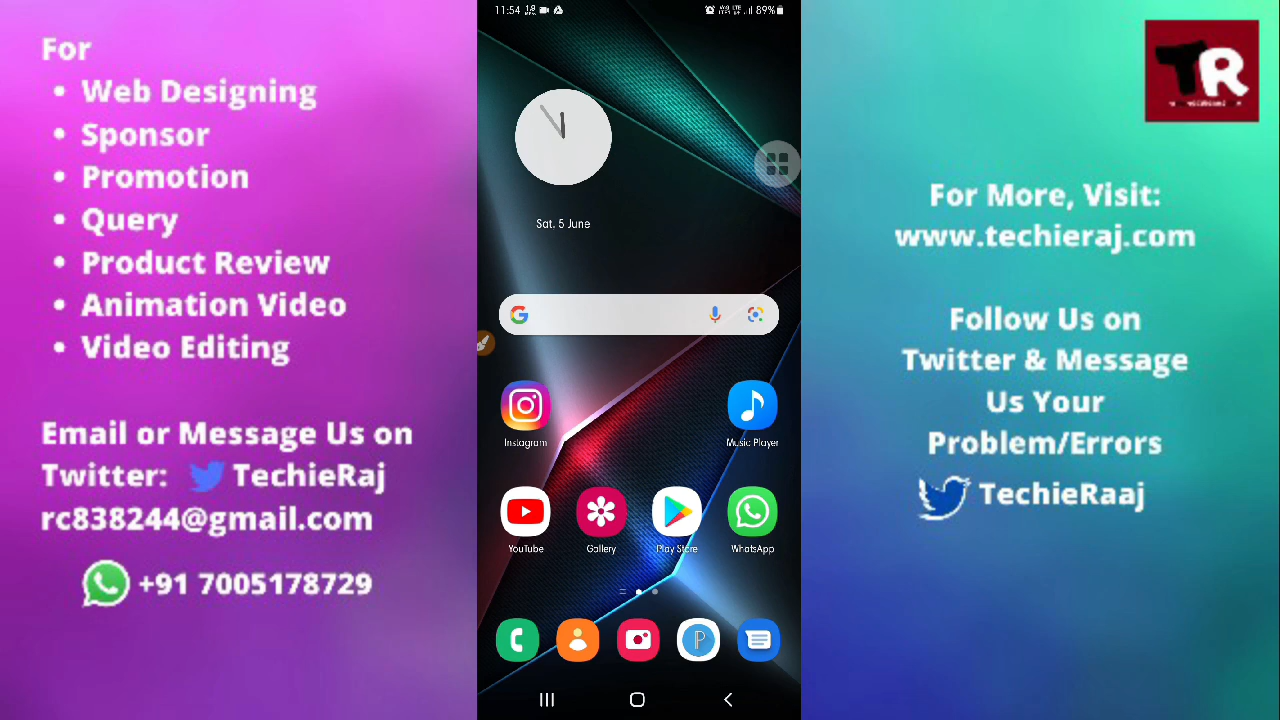 For
• Web Designing
• Sponsor
• Promotion
• Query
• Product Review
• Animation Video
• Video Editing
Email or Message Us on
Twitter: TechieRaj
rc838244@gmail.com
+91 7005178729
11:54
89%
Sat, 5 June
Instagram
Music Player
YouTube
Gallery
Play Store
WhatsApp
TR
For More, Visit:
www.techieraj.com
Follow Us on
Twitter & Message
Us Your
Problem/Errors
TechieRaaj